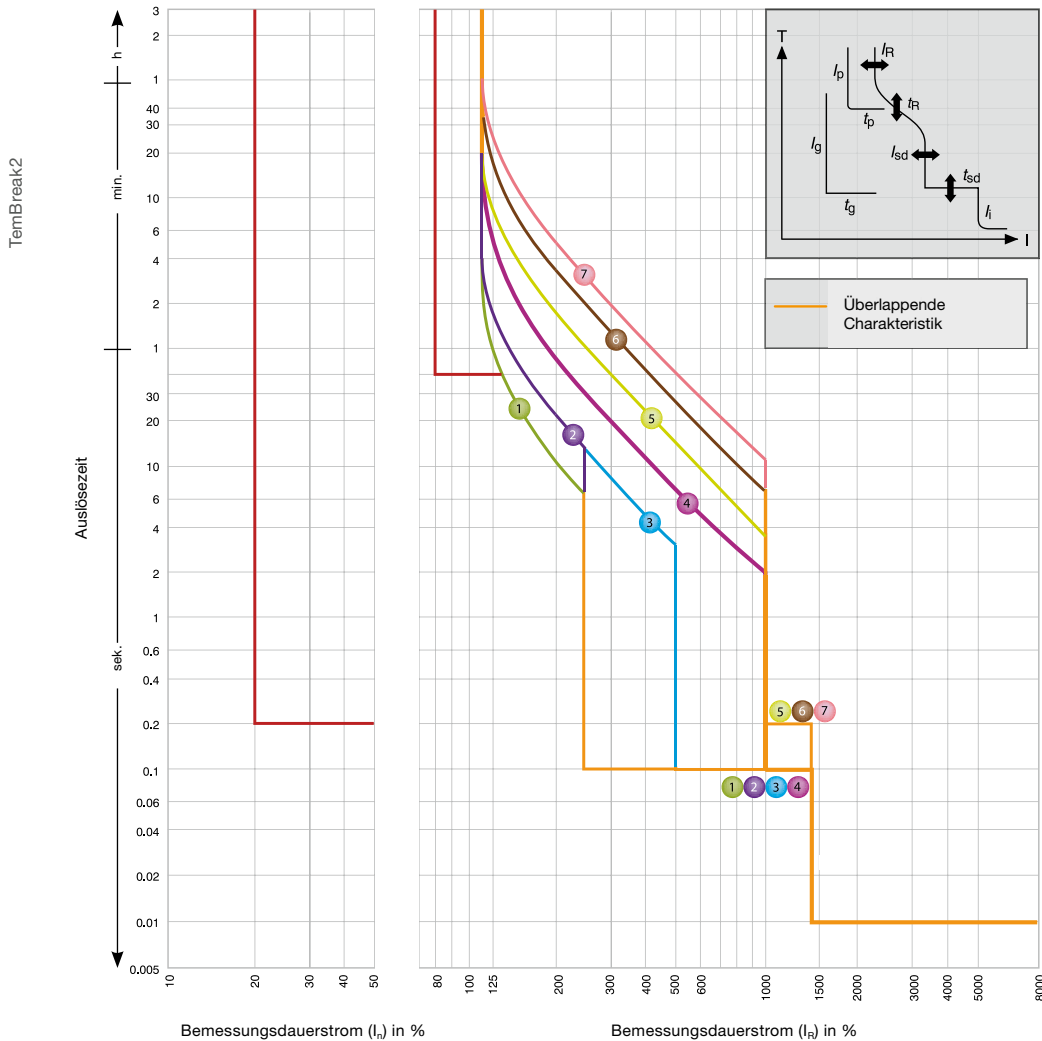 TemBreak2
Auslösezeit
h
min.
sek.
3
2
1
40
30
20
10
6
4
2
1
30
20
10
6
4
2
1
0.6
0.4
0.2
0.1
0.06
0.04
0.02
0.01
0.005
10
20
30
40
50
80
100
125
200
300
400
500
600
1000
1500
2000
3000
4000
5000
8000
Bemessungsdauerstrom (In) in %
Bemessungsdauerstrom (IR) in %
7
6
5
4
3
2
1
5 6 7
1 2 3 4
T
IR
Ip
tR
tp
Ig
Isd
tsd
tg
Ii
I
Überlappende
Charakteristik